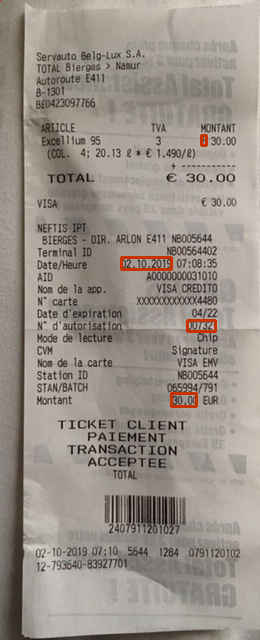 Servauto Belg-Lux S.A.
TOTAL Bierges > Namur
Autoroute E411
B-1301
BE0423097766
ARTICLE TVA MONTANT
Excellium 95 3 30.00
(COL. 4; 20.13 ℓ * € 1.490/ℓ)
TOTAL € 30.00
VISA € 30.00
NEFTIS IPT
BIERGES - DIR. ARLON E411 NB005644
Terminal ID NB00564402
Date/Heure 02.10.2019 07:08:35
AID A0000000031010
Nom de la app. VISA CREDITO
N° carte XXXXXXXXXXXX4480
Date d'expiration 04/22
N° d'autorisation 00732
Mode de lecture Chip
CVM Signature
Nom de la carte VISA EMV
Station ID NB005644
STAN/BATCH 065994/791
Montant 30.00 EUR
TICKET CLIENT
PAIEMENT
TRANSACTION
ACCEPTEE
TOTAL
2407911201027
02-10-2019 07:10 5644 1284 0791120102
12-793640-83927701